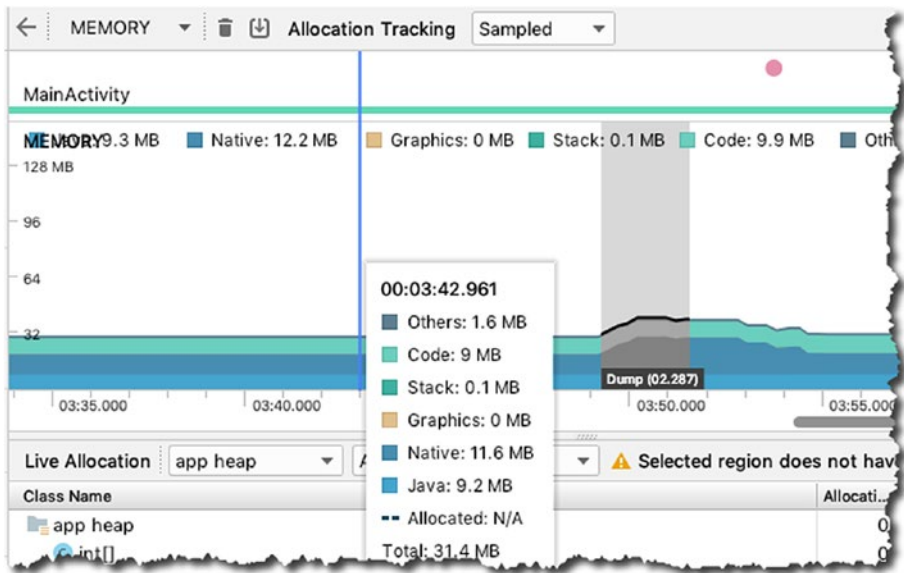 MEMORY Allocation Tracking Sampled
MainActivity
MEMORY 9.3 MB Native: 12.2 MB Graphics: 0 MB Stack: 0.1 MB Code: 9.9 MB Oth
128 MB
96
64
32
00:03:42.961
Others: 1.6 MB
Code: 9 MB
Stack: 0.1 MB
Graphics: 0 MB
Native: 11.6 MB
Java: 9.2 MB
Allocated: N/A
Total: 31.4 MB
Dump (02.287)
03:35.000 03:40.000 03:50.000 03:55.000
Live Allocation app heap A Selected region does not hav
Class Name Allocati...
app heap 0
int[] 0